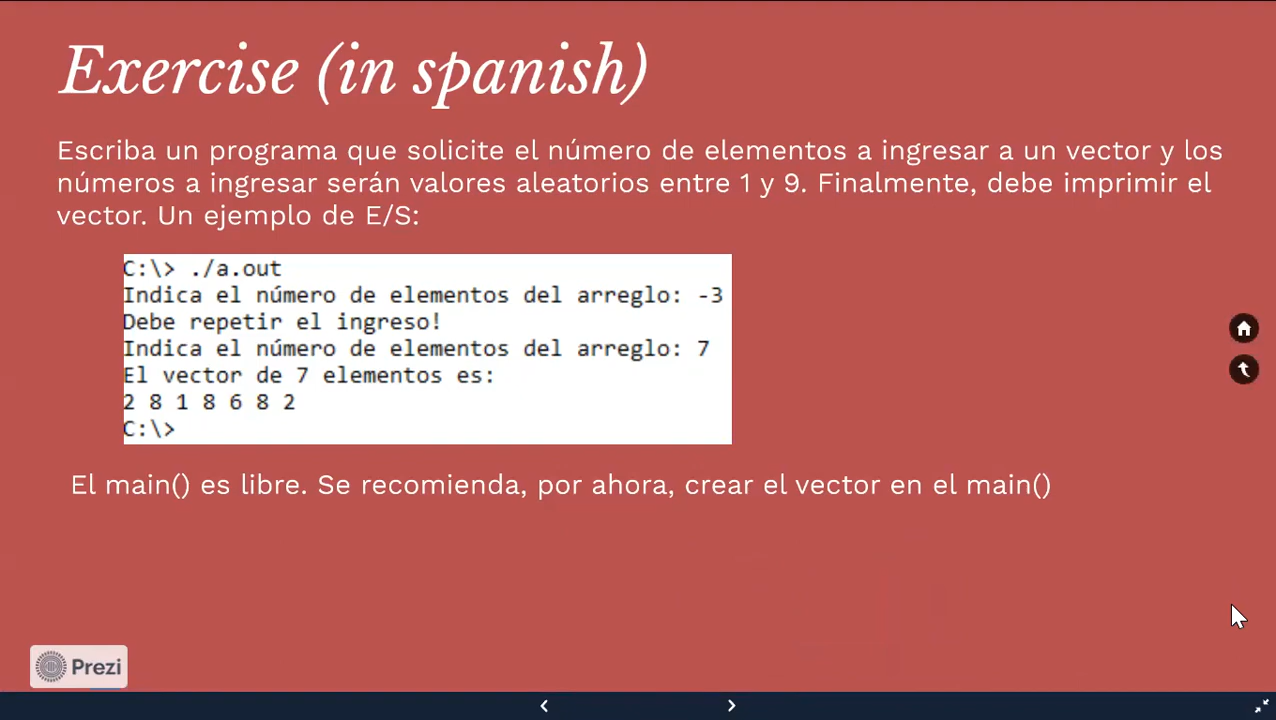 Exercise (in spanish)
Escriba un programa que solicite el número de elementos a ingresar a un vector y los
números a ingresar serán valores aleatorios entre 1 y 9. Finalmente, debe imprimir el
vector. Un ejemplo de E/S:
C:\> ./a.out
Indica el número de elementos del arreglo: -3
Debe repetir el ingreso!
Indica el número de elementos del arreglo: 7
El vector de 7 elementos es:
2 8 1 8 6 8 2
C:\>
El main() es libre. Se recomienda, por ahora, crear el vector en el main()
Prezi